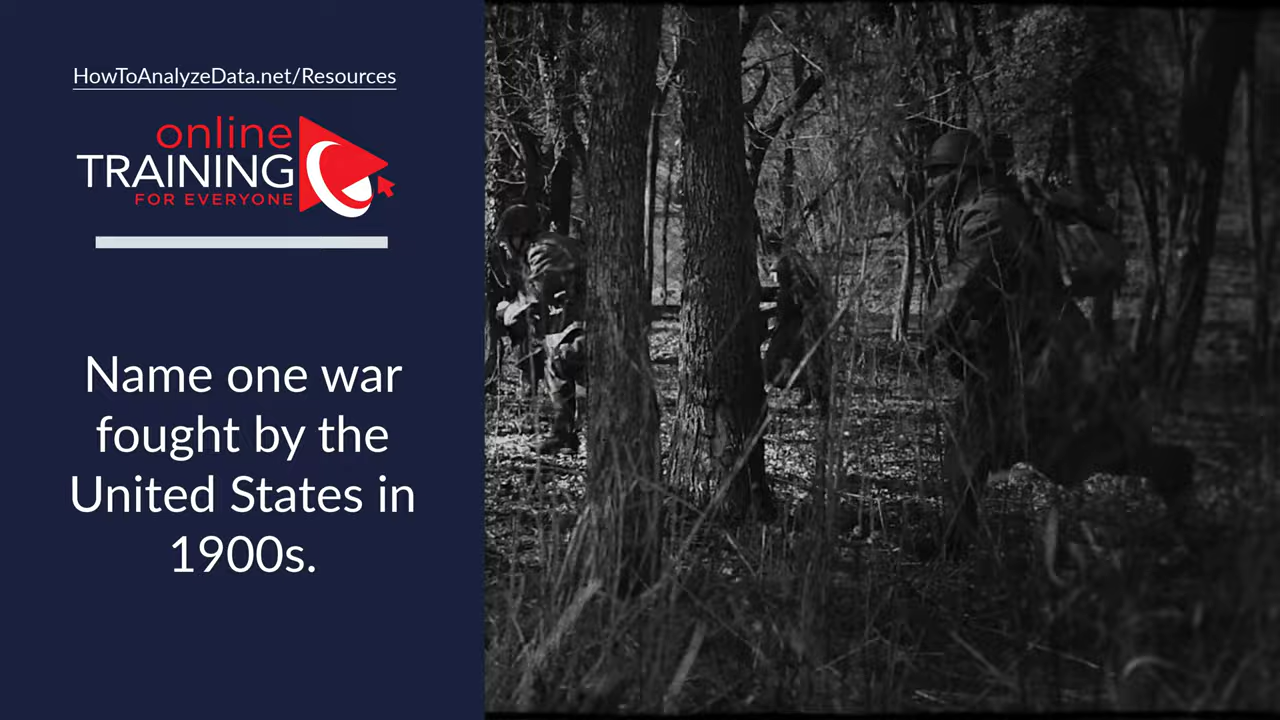 HowToAnalyzeData.net/Resources
online
TRAINING
FOR EVERYONE
Name one war
fought by the
United States in
1900s.